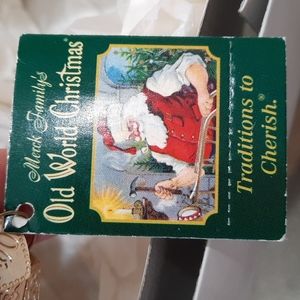 Merck Family's
Old World Christmas®
Traditions to
Cherish.®